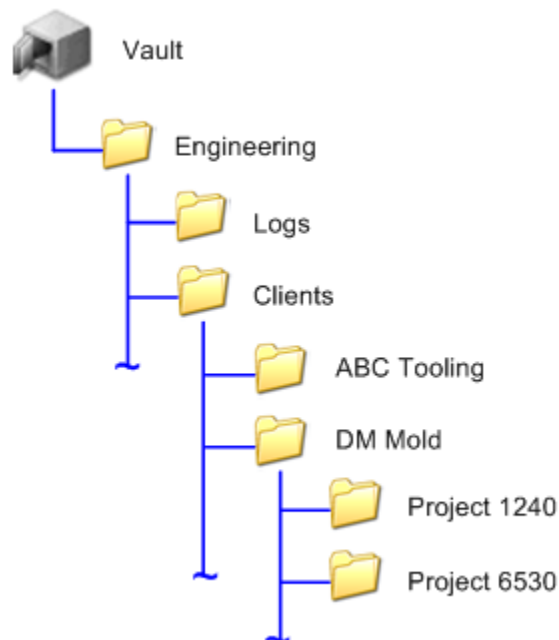 Vault
Engineering
Logs
Clients
ABC Tooling
DM Mold
Project 1240
Project 6530